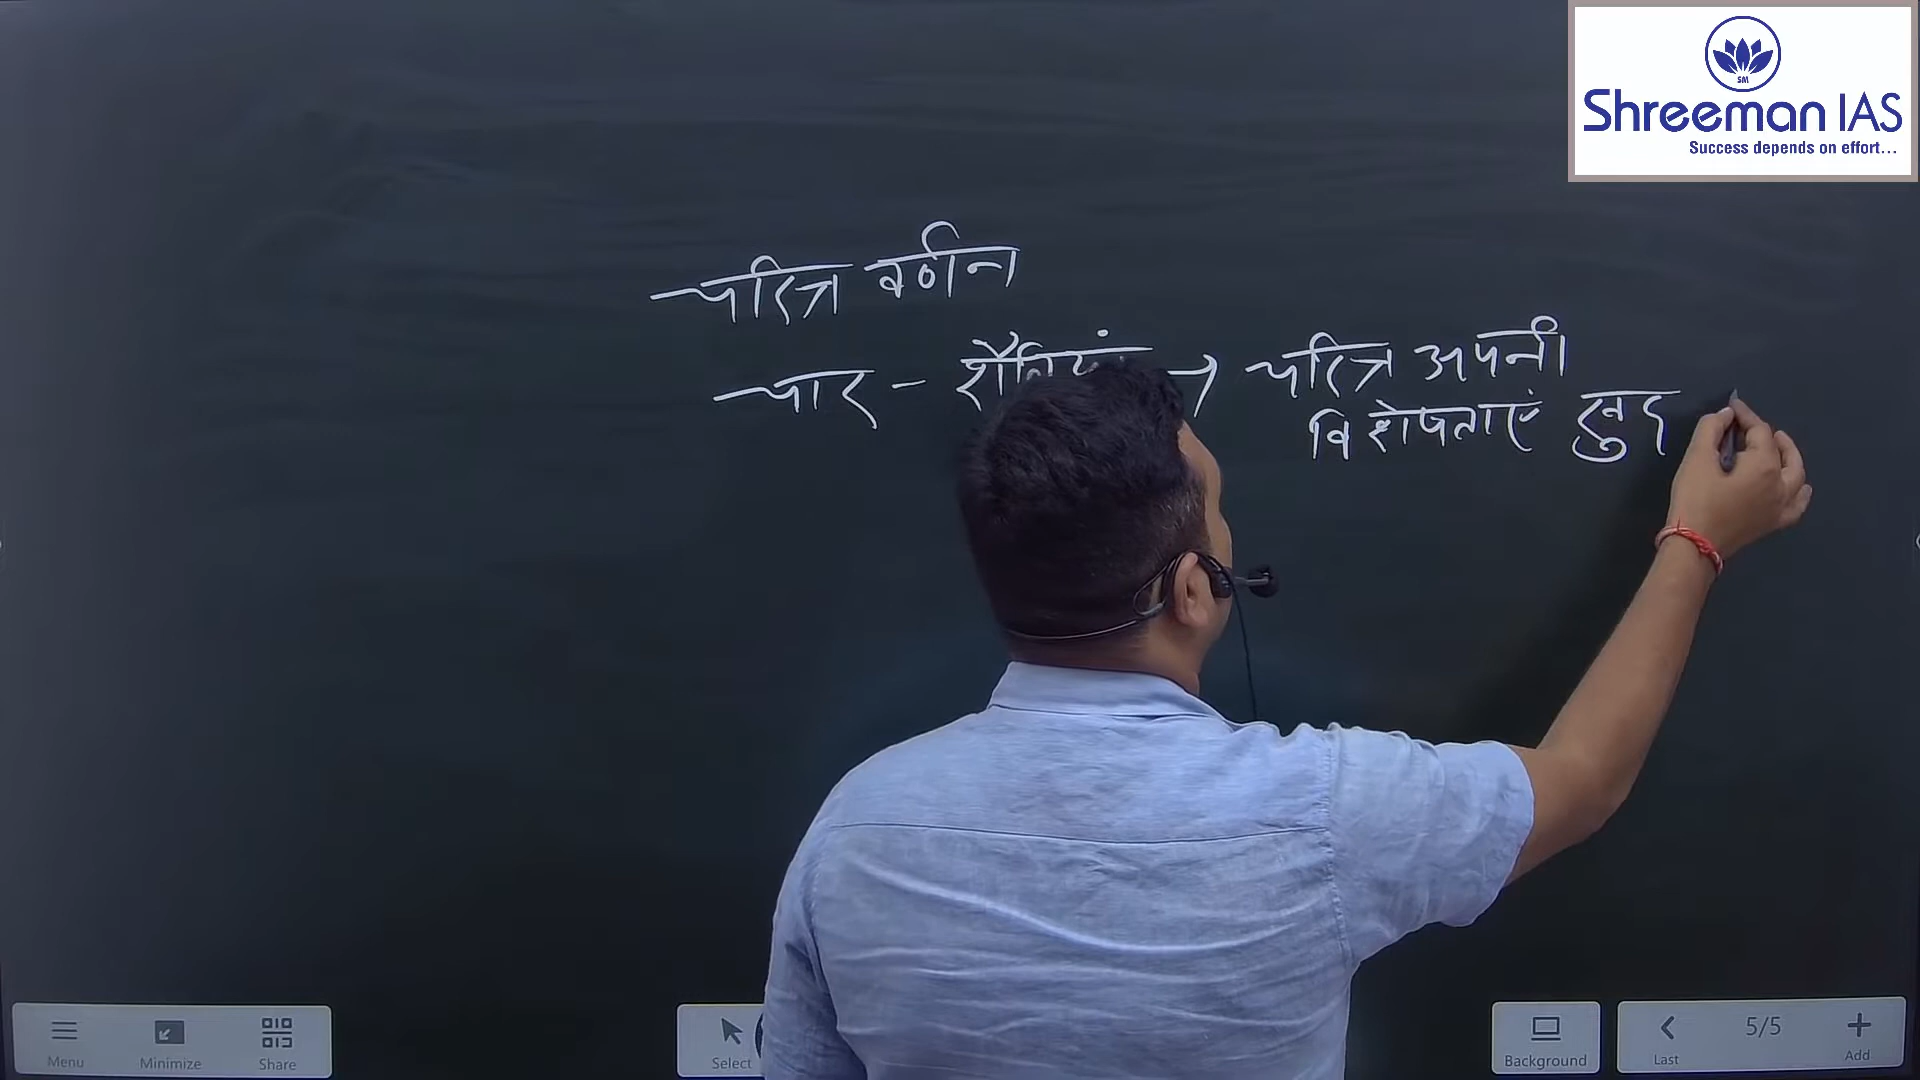 SM
Shreeman IAS
Success depends on effort...
चरित्र वर्णन
चार - शैलियां → चरित्र अपनी
विशेषताएं खुद
Menu
Minimize
Share
Select
Background
Last
5/5
Add